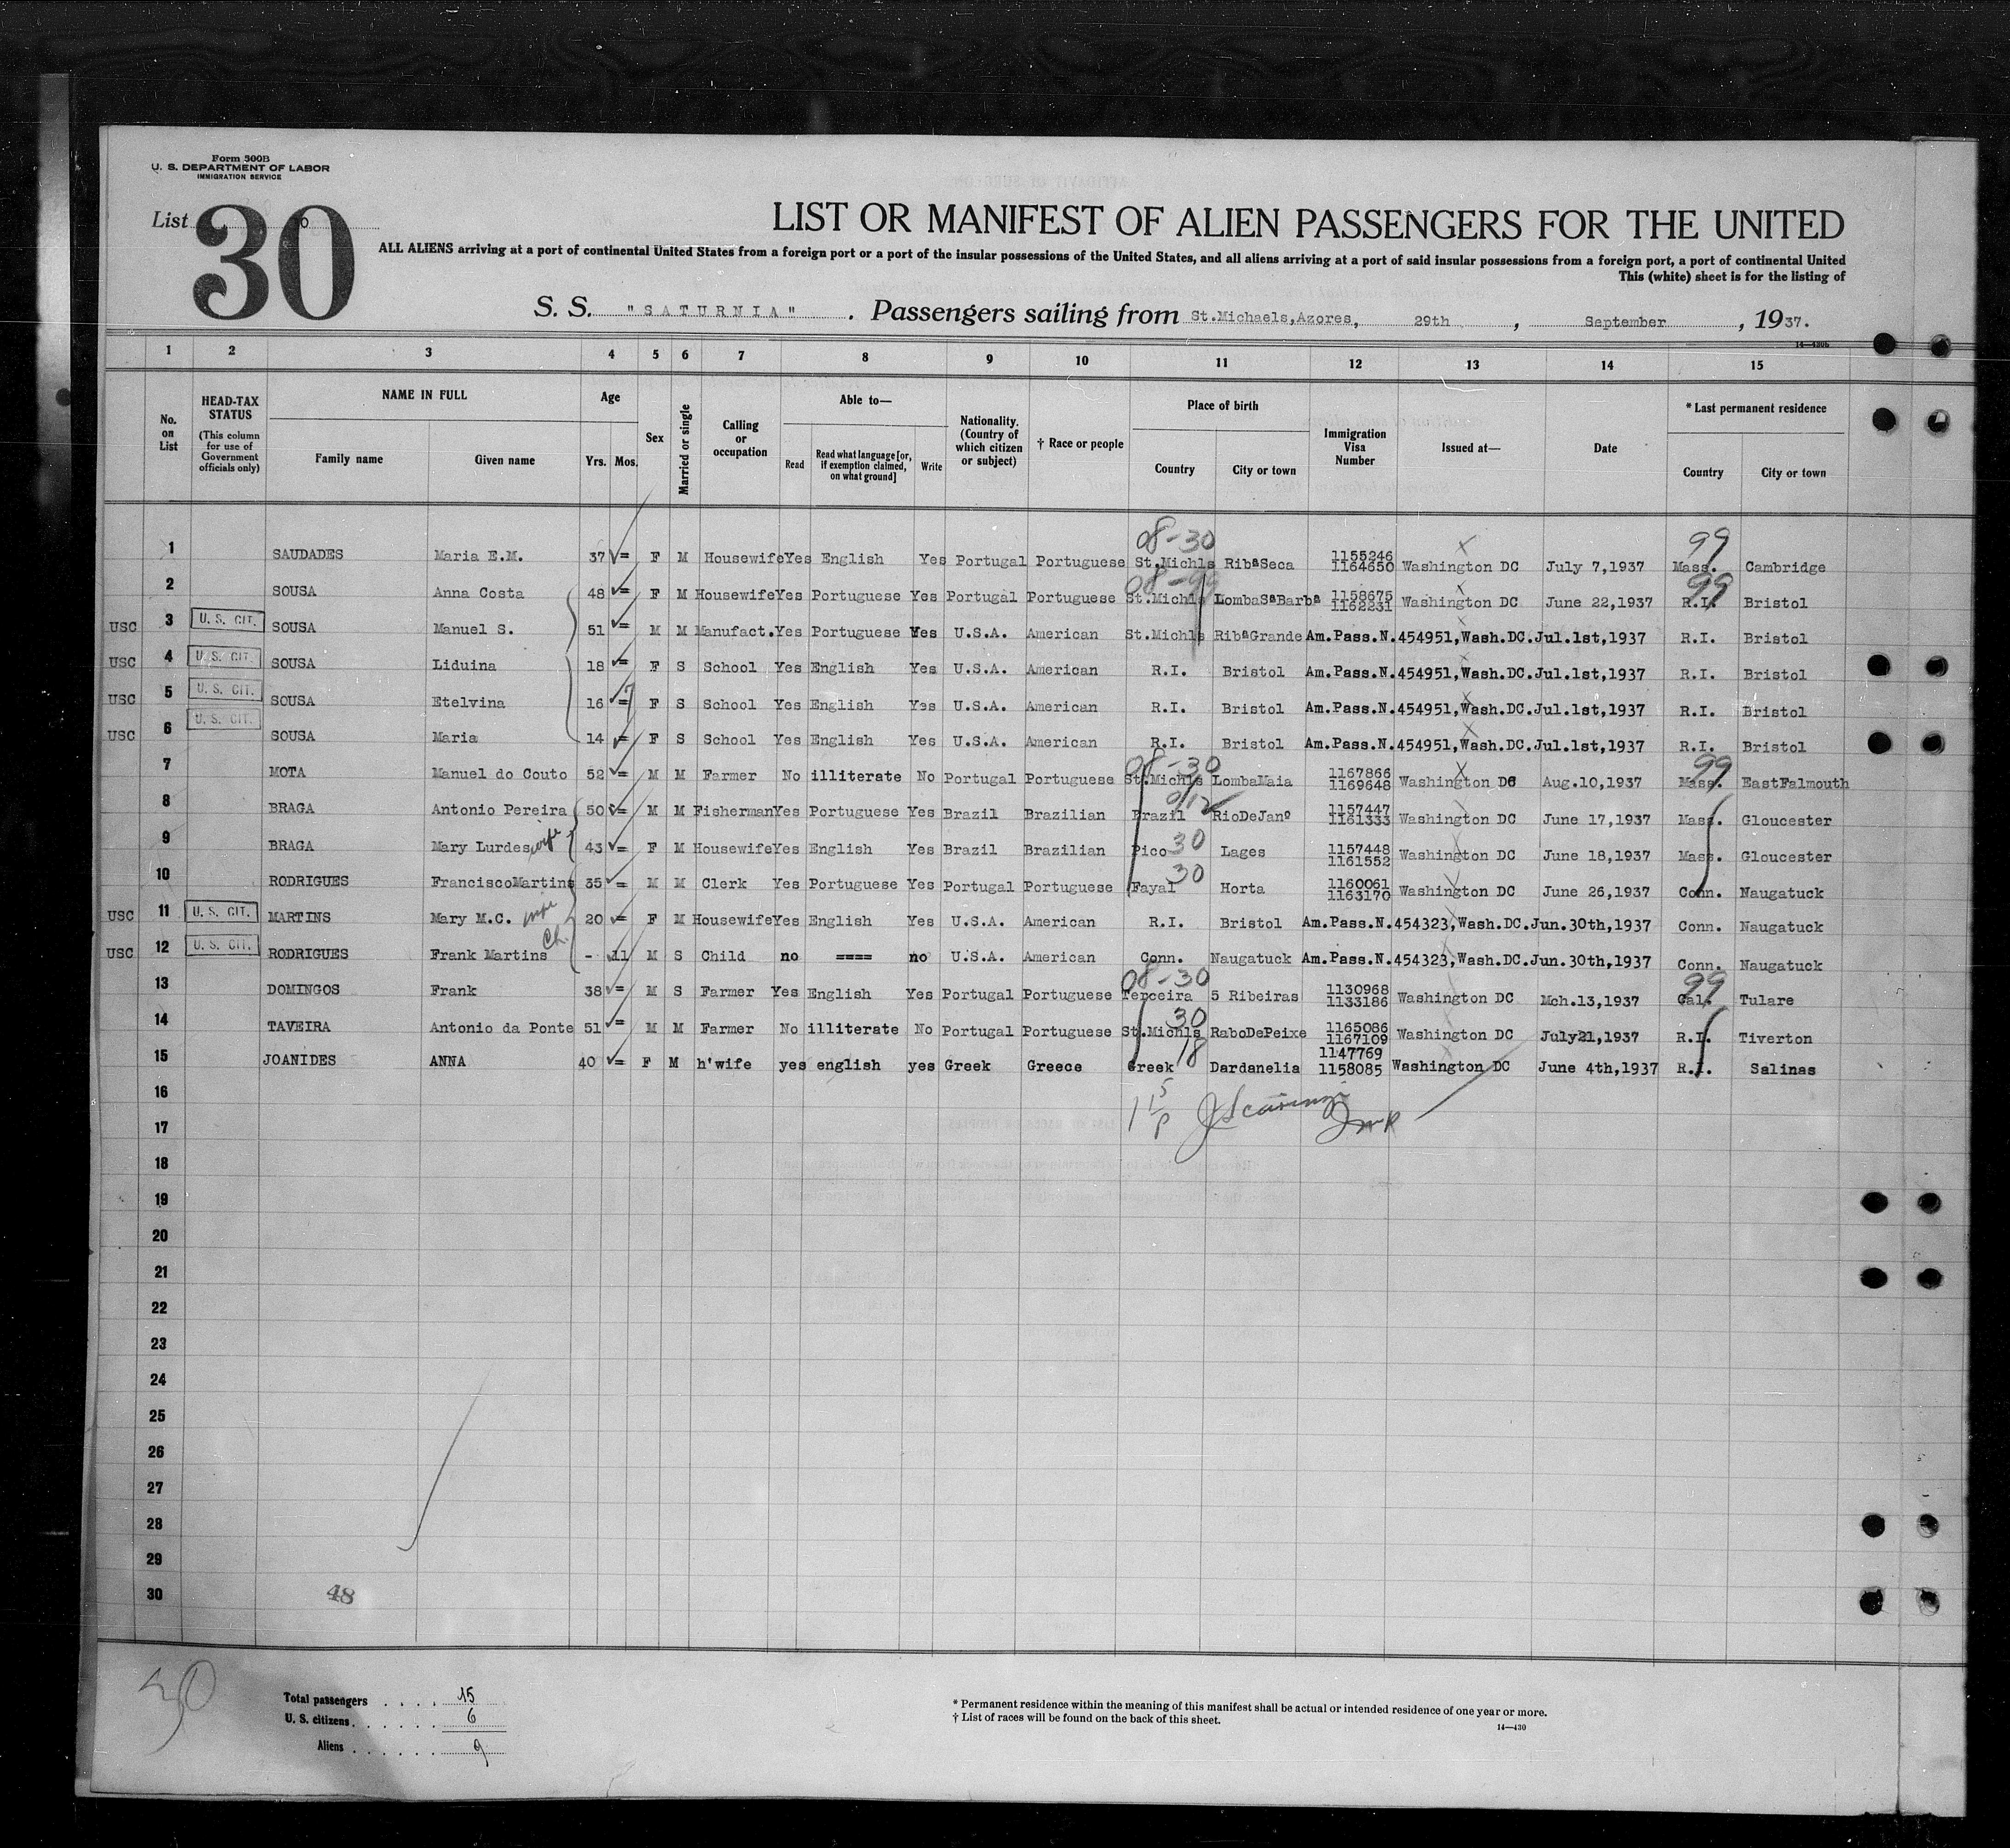 Form 500B
U. S. DEPARTMENT OF LABOR
IMMIGRATION SERVICE
List 30
LIST OR MANIFEST OF ALIEN PASSENGERS FOR THE UNITED
ALL ALIENS arriving at a port of continental United States from a foreign port or a port of the insular possessions of the United States, and all aliens arriving at a port of said insular possessions from a foreign port, a port of continental United
This (white) sheet is for the listing of
S. S. "SATURNIA". Passengers sailing from St.Michaels,Azores, 29th, September, 1937.
14—430b
1 2 3 4 5 6 7 8 9 10 11 12 13 14 15
No. on List
HEAD-TAX STATUS (This column for use of Government officials only)
NAME IN FULL
Family name Given name
Age
Yrs. Mos.
Sex
Married or single
Calling or occupation
Able to—
Read Read what language [or, if exemption claimed, on what ground] Write
Nationality. (Country of which citizen or subject)
† Race or people
Place of birth
Country City or town
Immigration Visa Number
Issued at—
Date
* Last permanent residence
Country City or town
08-30 99
1 SAUDADES Maria E.M. 37 F M Housewife Yes English Yes Portugal Portuguese St.Michls RibªSeca 1155246 1164650 Washington DC July 7,1937 Mass. Cambridge
08-99 99
2 SOUSA Anna Costa 48 F M Housewife Yes Portuguese Yes Portugal Portuguese St.Michls LombaSªBarbª 1158675 1162231 Washington DC June 22,1937 R.I. Bristol
USC 3 U. S. CIT. SOUSA Manuel S. 51 M M Manufact. Yes Portuguese Yes U.S.A. American St.Michls RibªGrande Am.Pass.N.454951,Wash.DC.Jul.1st,1937 R.I. Bristol
USC 4 U. S. CIT. SOUSA Liduina 18 F S School Yes English Yes U.S.A. American R.I. Bristol Am.Pass.N.454951,Wash.DC.Jul.1st,1937 R.I. Bristol
USC 5 U. S. CIT. SOUSA Etelvina 16 F S School Yes English Yes U.S.A. American R.I. Bristol Am.Pass.N.454951,Wash.DC.Jul.1st,1937 R.I. Bristol
USC 6 U. S. CIT. SOUSA Maria 14 F S School Yes English Yes U.S.A. American R.I. Bristol Am.Pass.N.454951,Wash.DC.Jul.1st,1937 R.I. Bristol
08-30 99
7 MOTA Manuel do Couto 52 M M Farmer No illiterate No Portugal Portuguese St.Michls LombaMaia 1167866 1169648 Washington DC Aug.10,1937 Mass. EastFalmouth
8 BRAGA Antonio Pereira 50 M M Fisherman Yes Portuguese Yes Brazil Brazilian Brazil RioDeJanº 1157447 1161333 Washington DC June 17,1937 Mass. Gloucester
9 BRAGA Mary Lurdes wife 43 F M Housewife Yes English Yes Brazil Brazilian Pico 30 Lages 1157448 1161552 Washington DC June 18,1937 Mass. Gloucester
30
10 RODRIGUES FranciscoMartins 35 M M Clerk Yes Portuguese Yes Portugal Portuguese Fayal Horta 1160061 1163170 Washington DC June 26,1937 Conn. Naugatuck
USC 11 U. S. CIT. MARTINS Mary M.C. wife 20 F M Housewife Yes English Yes U.S.A. American R.I. Bristol Am.Pass.N.454323,Wash.DC.Jun.30th,1937 Conn. Naugatuck
USC 12 U. S. CIT. RODRIGUES Frank Martins Ch. - 11 M S Child no ==== no U.S.A. American Conn. Naugatuck Am.Pass.N.454323,Wash.DC.Jun.30th,1937 Conn. Naugatuck
08-30 99
13 DOMINGOS Frank 38 M S Farmer Yes English Yes Portugal Portuguese Terceira 5 Ribeiras 1130968 1133186 Washington DC Mch.13,1937 Cal. Tulare
30
14 TAVEIRA Antonio da Ponte 51 M M Farmer No illiterate No Portugal Portuguese St.Michls RaboDePeixe 1165086 1167109 Washington DC July21,1937 R.I. Tiverton
15 JOANIDES ANNA 40 F M h'wife yes english yes Greek Greece Greek 18 Dardanelia 1147769 1158085 Washington DC June 4th,1937 R.I. Salinas
16
17
18
19
20
21
22
23
24
25
26
27
28
29
30
48
30
Total passengers . . . . 15
U. S. citizens . . . . . . 6
Aliens . . . . . . 9
* Permanent residence within the meaning of this manifest shall be actual or intended residence of one year or more.
† List of races will be found on the back of this sheet.
14—430